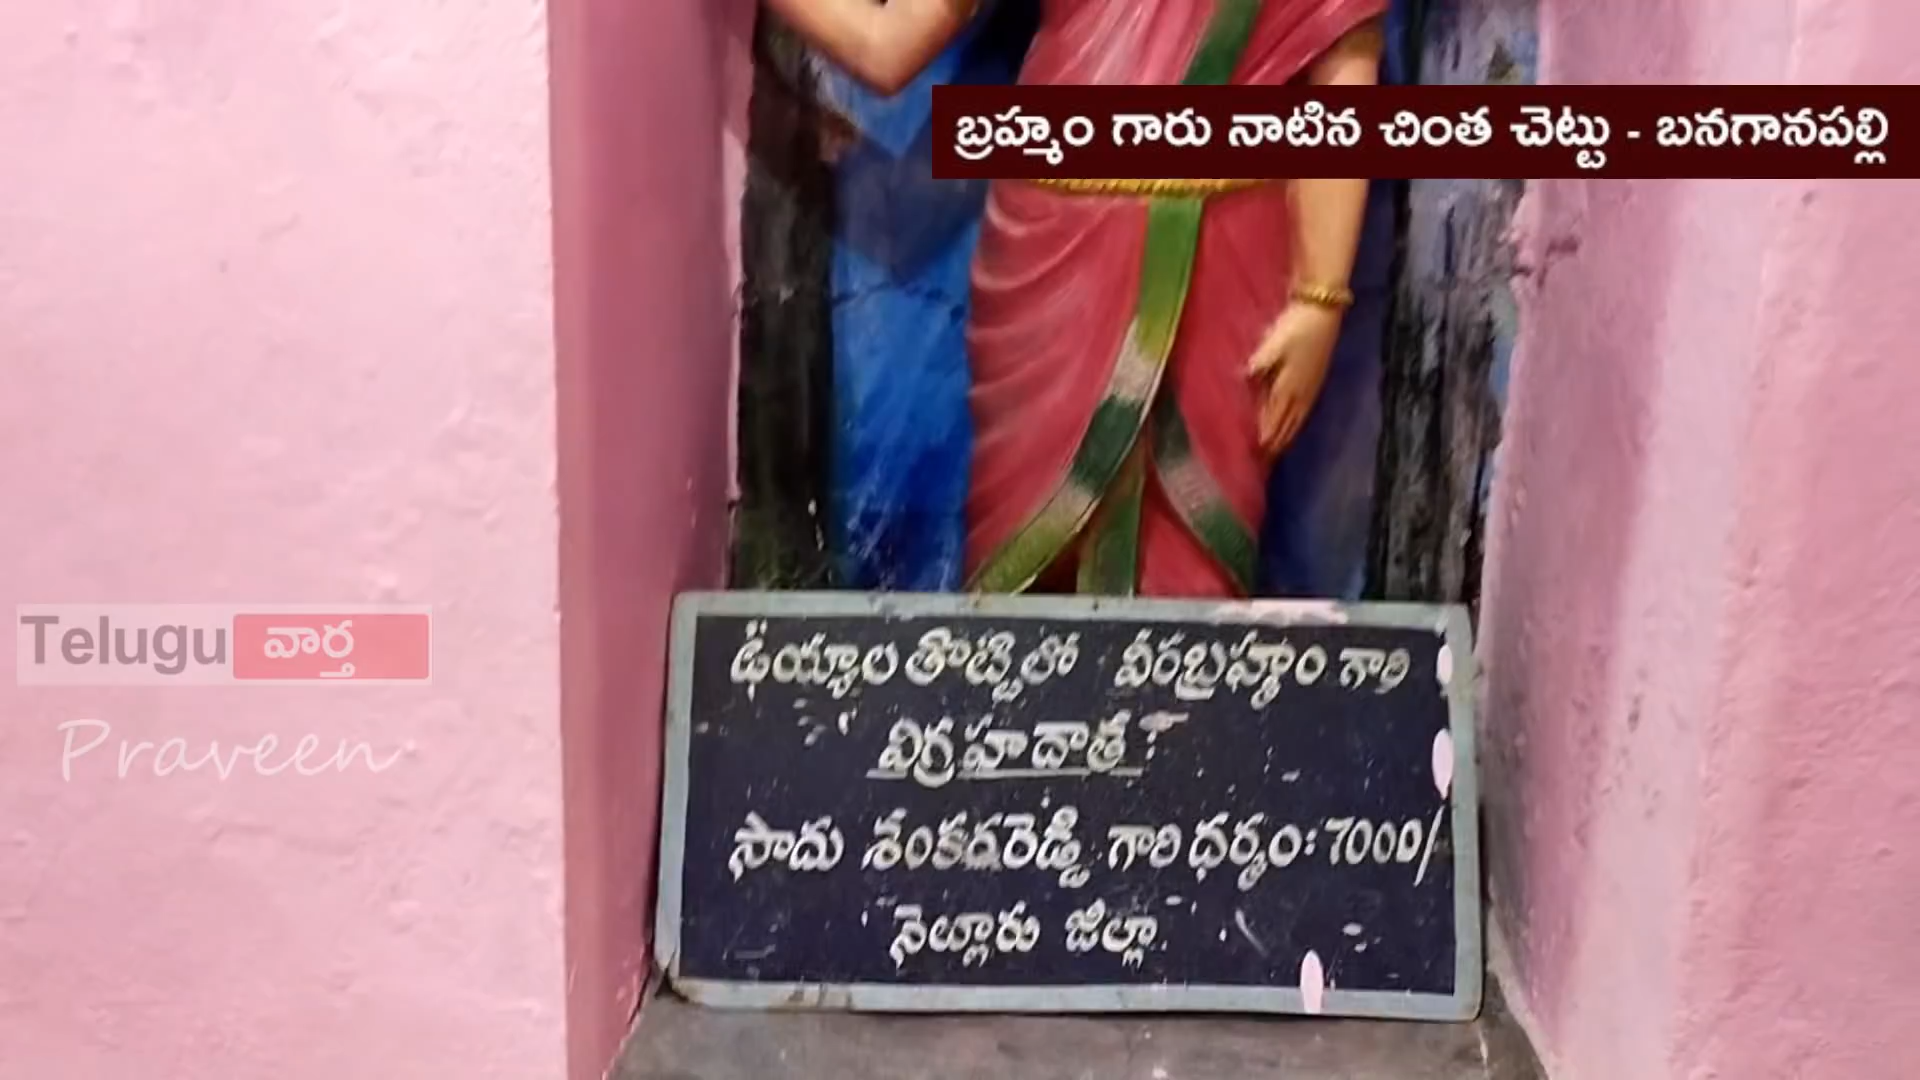 బ్రహ్మం గారు నాటిన చింత చెట్టు - బనగానపల్లి
ఉయ్యాల తొట్టిలో వీరబ్రహ్మం గారి
విగ్రహదాత :
సాదు శంకరరెడ్డి గారి ధర్మం: 7000/
నెల్లూరు జిల్లా
Telugu వార్త
Praveen